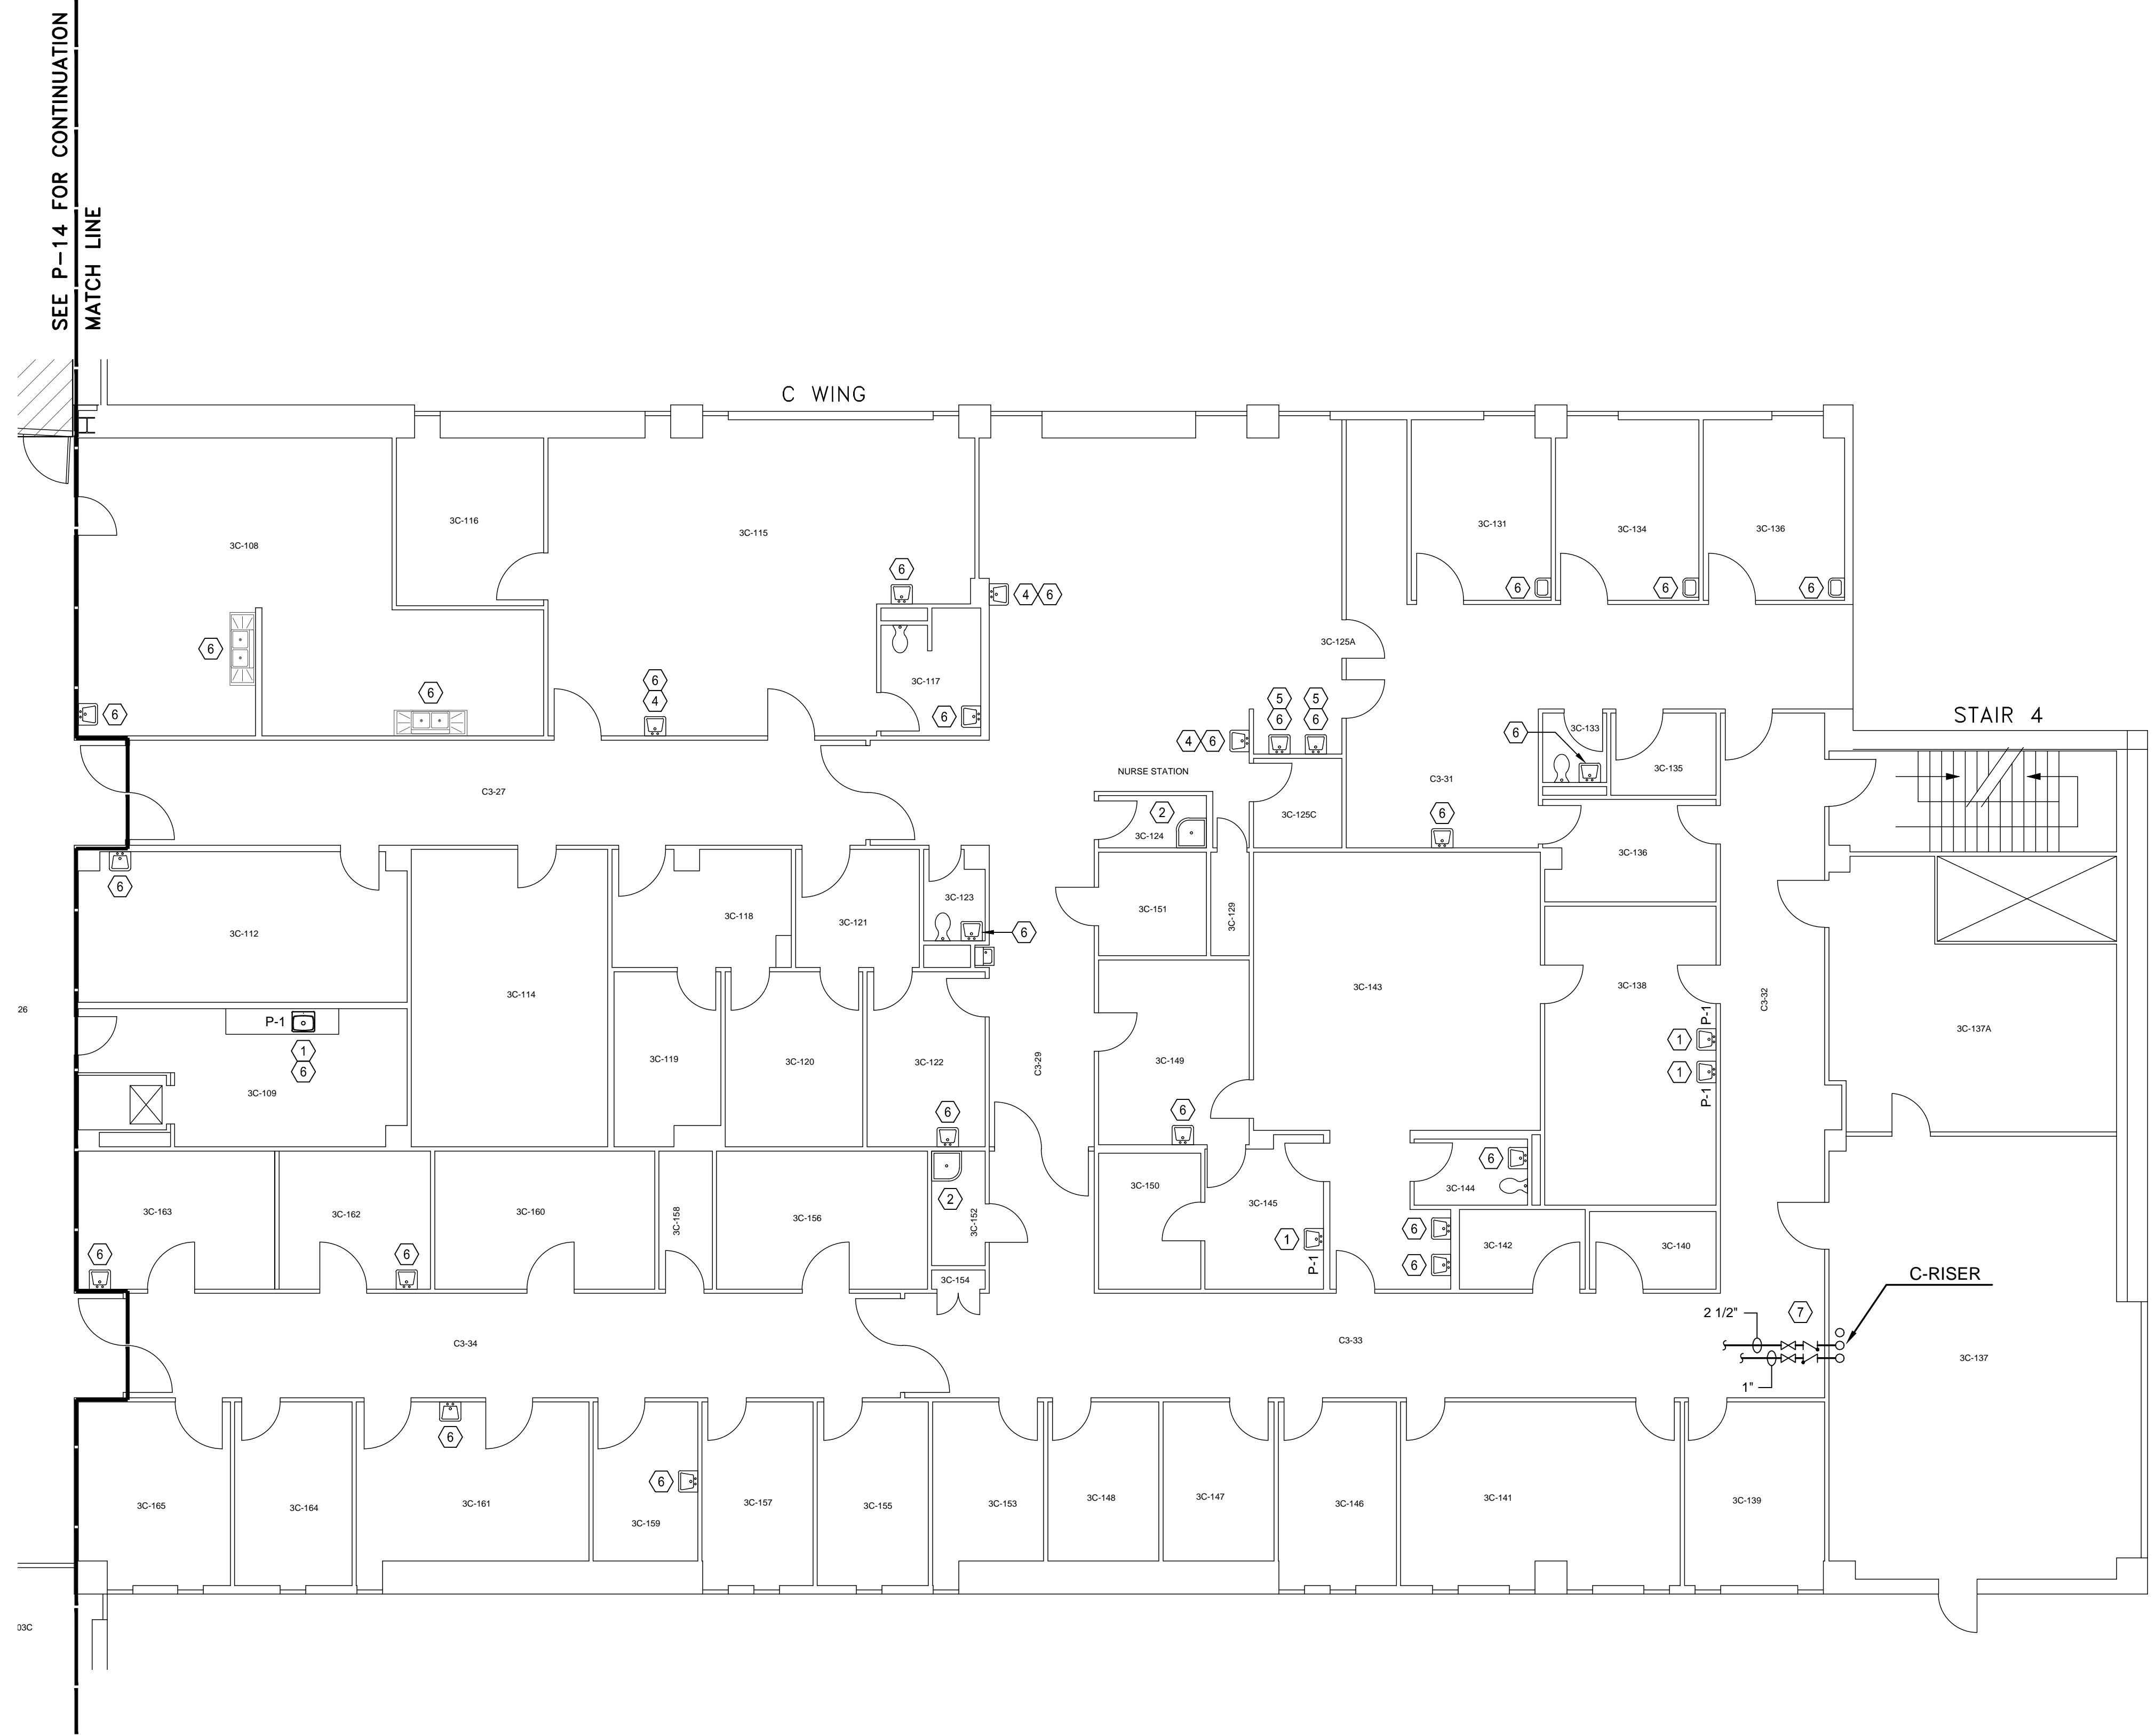 SEE P-14 FOR CONTINUATION
MATCH LINE
C WING
3C-116
3C-131
3C-134
3C-136
3C-115
3C-108
6
6
6
6
4 6
6
3C-125A
6
3C-117
6
6
4
5
5
6
6
6
6
4 6
6
3C-133
STAIR 4
3C-135
NURSE STATION
C3-31
C3-27
2
6
3C-124
3C-125C
3C-136
6
3C-123
3C-112
3C-118
3C-121
6
3C-151
3C-129
3C-114
3C-143
3C-138
C3-32
26
P-1
1
6
3C-109
3C-119
3C-120
3C-122
C3-29
3C-149
P-1
1
1
P-1
3C-137A
6
6
6
3C-144
3C-163
3C-162
3C-160
3C-158
3C-156
2
3C-152
3C-150
3C-145
1
P-1
6
6
3C-142
3C-140
6
6
3C-154
C-RISER
2 1/2"
7
C3-34
C3-33
3C-137
1"
6
6
3C-165
3C-164
3C-161
3C-159
3C-157
3C-155
3C-153
3C-148
3C-147
3C-146
3C-141
3C-139
03C